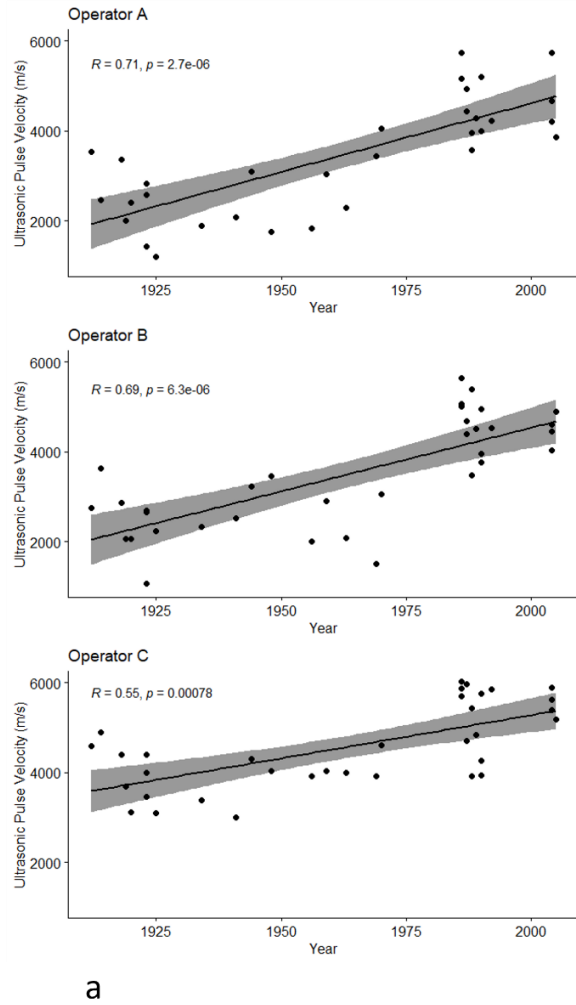 Operator A
6000
R = 0.71, p = 2.7e-06
4000
2000
Ultrasonic Pulse Velocity (m/s)
1925 1950 1975 2000
Year
Operator B
6000
R = 0.69, p = 6.3e-06
4000
2000
Ultrasonic Pulse Velocity (m/s)
1925 1950 1975 2000
Year
Operator C
6000
R = 0.55, p = 0.00078
4000
2000
Ultrasonic Pulse Velocity (m/s)
1925 1950 1975 2000
Year
a